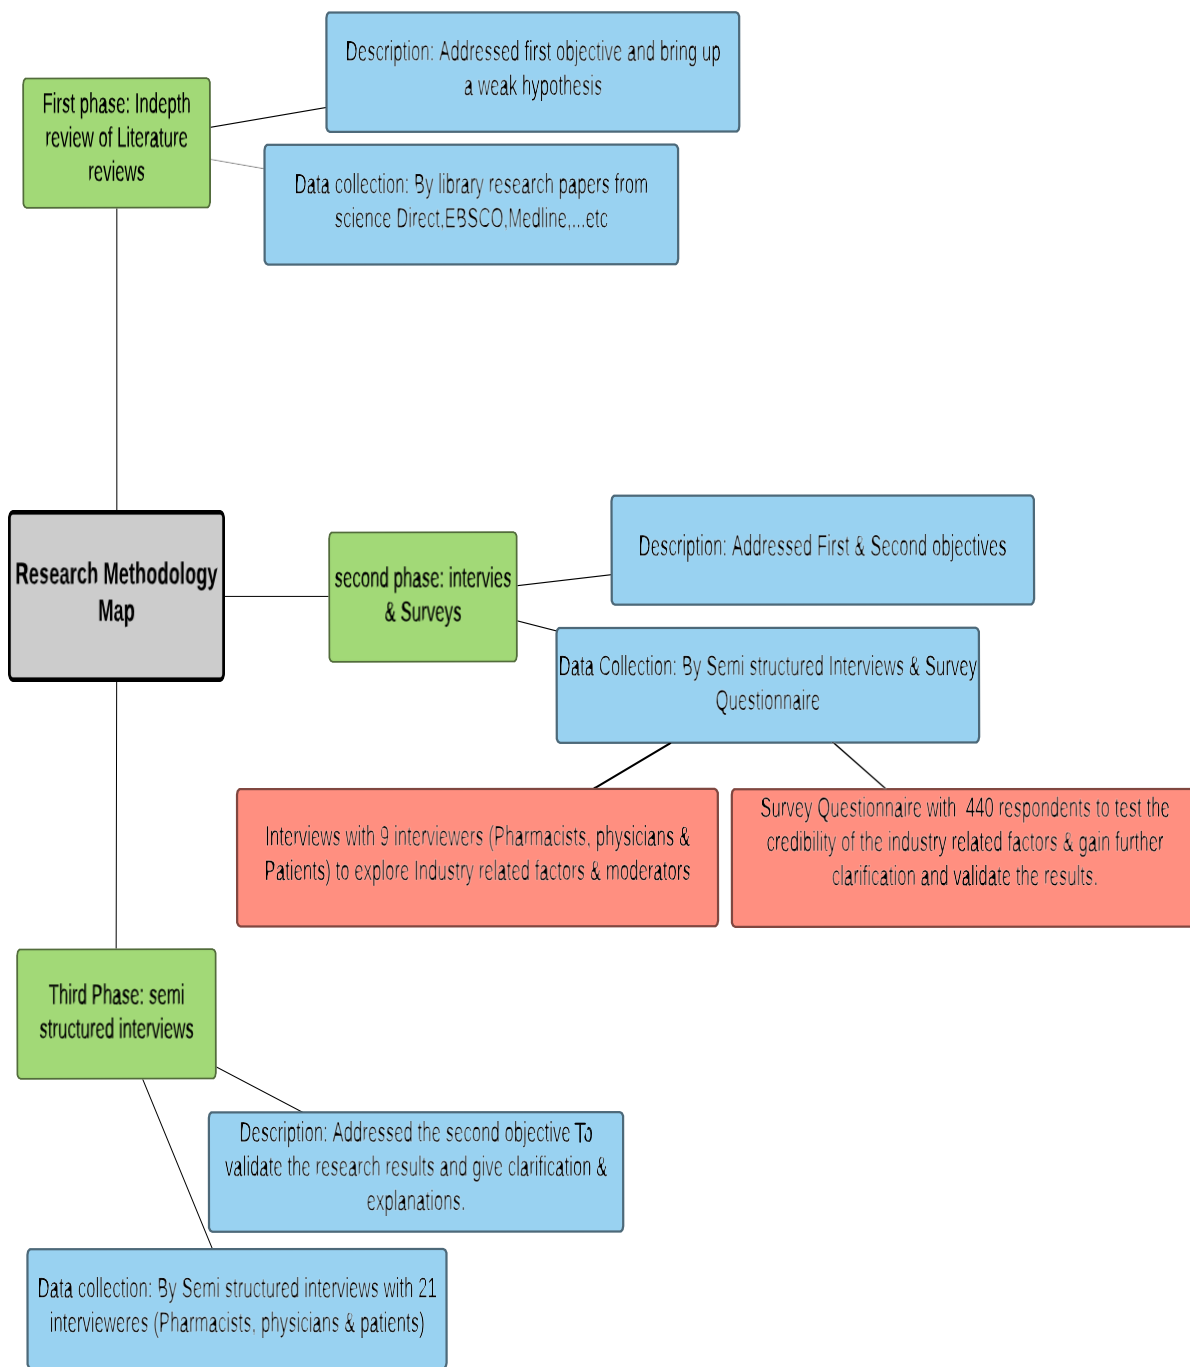 Description: Addressed first objective and bring up
a weak hypothesis
First phase: Indepth
review of Literature
reviews
Data collection: By library research papers from
science Direct,EBSCO,Medline,...etc
Research Methodology
Map
second phase: intervies
& Surveys
Description: Addressed First & Second objectives
Data Collection: By Semi structured Interviews & Survey
Questionnaire
Interviews with 9 interviewers (Pharmacists, physicians &
Patients) to explore Industry related factors & moderators
Survey Questionnaire with 440 respondents to test the
credibility of the industry related factors & gain further
clarification and validate the results.
Third Phase: semi
structured interviews
Description: Addressed the second objective To
validate the research results and give clarification &
explanations.
Data collection: By Semi structured interviews with 21
intervieweres (Pharmacists, physicians & patients)